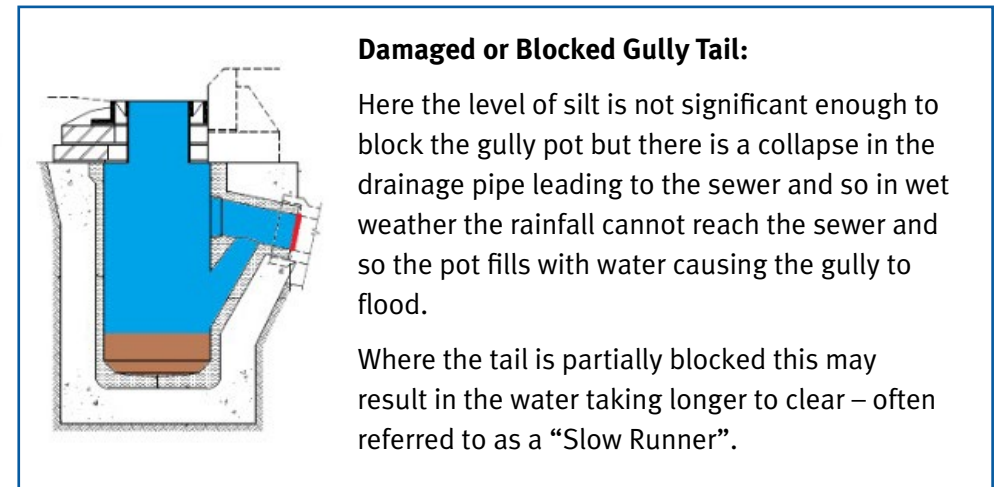 Damaged or Blocked Gully Tail:
Here the level of silt is not significant enough to
block the gully pot but there is a collapse in the
drainage pipe leading to the sewer and so in wet
weather the rainfall cannot reach the sewer and
so the pot fills with water causing the gully to
flood.
Where the tail is partially blocked this may
result in the water taking longer to clear – often
referred to as a “Slow Runner”.